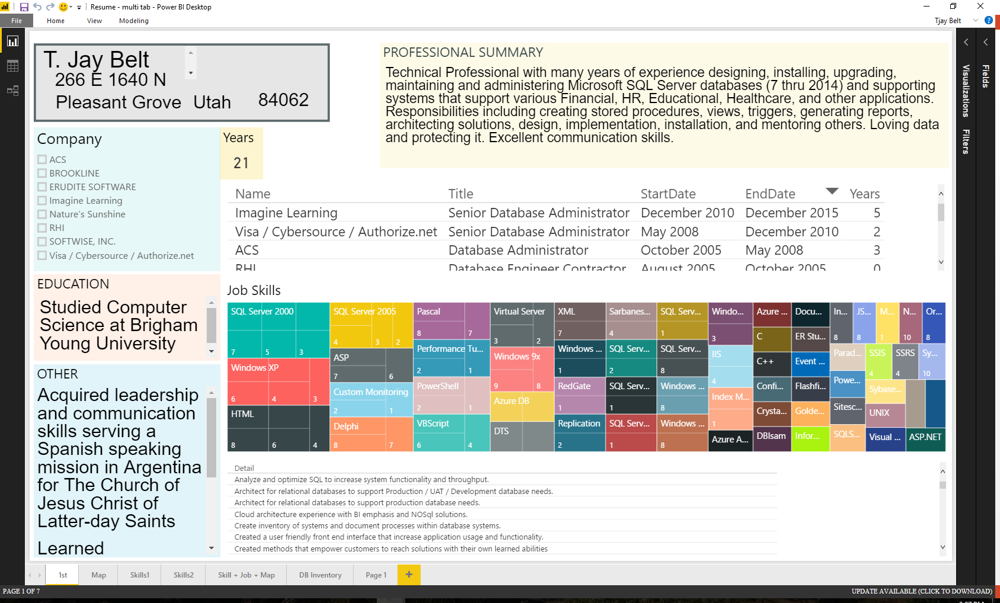 Resume - multi tab - Power BI Desktop
File Home View Modeling
Tjay Belt
T. Jay Belt
266 E 1640 N
Pleasant Grove Utah 84062
PROFESSIONAL SUMMARY
Technical Professional with many years of experience designing, installing, upgrading,
maintaining and administering Microsoft SQL Server databases (7 thru 2014) and supporting
systems that support various Financial, HR, Educational, Healthcare, and other applications.
Responsibilities including creating stored procedures, views, triggers, generating reports,
architecting solutions, design, implementation, installation, and mentoring others. Loving data
and protecting it. Excellent communication skills.
Visualizations
Filters
Fields
Company
ACS
BROOKLINE
ERUDITE SOFTWARE
Imagine Learning
Nature's Sunshine
RHI
SOFTWISE, INC.
Visa / Cybersource / Authorize.net
Years
21
Name Title StartDate EndDate Years
Imagine Learning Senior Database Administrator December 2010 December 2015 5
Visa / Cybersource / Authorize.net Senior Database Administrator May 2008 December 2010 2
ACS Database Administrator October 2005 May 2008 3
RHI Database Engineer Contractor August 2005 October 2005 0
EDUCATION
Studied Computer
Science at Brigham
Young University
OTHER
Acquired leadership
and communication
skills serving a
Spanish speaking
mission in Argentina
for The Church of
Jesus Christ of
Latter-day Saints
Learned
Job Skills
SQL Server 2000
7 5 3
Windows XP
6 4 3
HTML
8 6 4
SQL Server 2005
4 3 2
ASP
7 6
Custom Monitoring
2 1
Delphi
8 7
Pascal
8 7
Performance Tu...
2 1
PowerShell
2 1
VBScript
6 4
Virtual Server
3 2
Windows 9x
9 8
Azure DB
DTS
XML
7
Windows ...
1
RedGate
1
Replication
2
Sarbanes...
4
SQL Serv...
2
SQL Serv...
1
SQL Serv...
1
SQL Serv...
1
SQL Serv...
8
Windows ...
8
Windows ...
8
Windo...
3
IIS
4
Index M...
1
Azure A...
Azure ...
C
C++
Confi...
Crysta...
DBIsam
Docu...
ER Stu...
Event ...
Flashfi...
Golde...
Infor...
In...
8
JS...
8
M...
1
N...
10
Or...
8
Parad...
Powe...
Sitesc...
SQLS...
SSIS
4
SSRS
4
Sy...
10
Sybase...
UNIX
Visual ...
ASP.NET
Detail
Analyze and optimize SQL to increase system functionality and throughput.
Architect for relational databases to support Production / UAT / Development database needs.
Architect for relational databases to support production database needs.
Cloud architecture experience with BI emphasis and NOSql solutions.
Create inventory of systems and document processes within database systems.
Created a user friendly front end interface that increase application usage and functionality.
Created methods that empower customers to reach solutions with their own learned abilities
1st Map Skills1 Skills2 Skill + Job + Map DB Inventory Page 1 +
PAGE 1 OF 7
UPDATE AVAILABLE (CLICK TO DOWNLOAD)